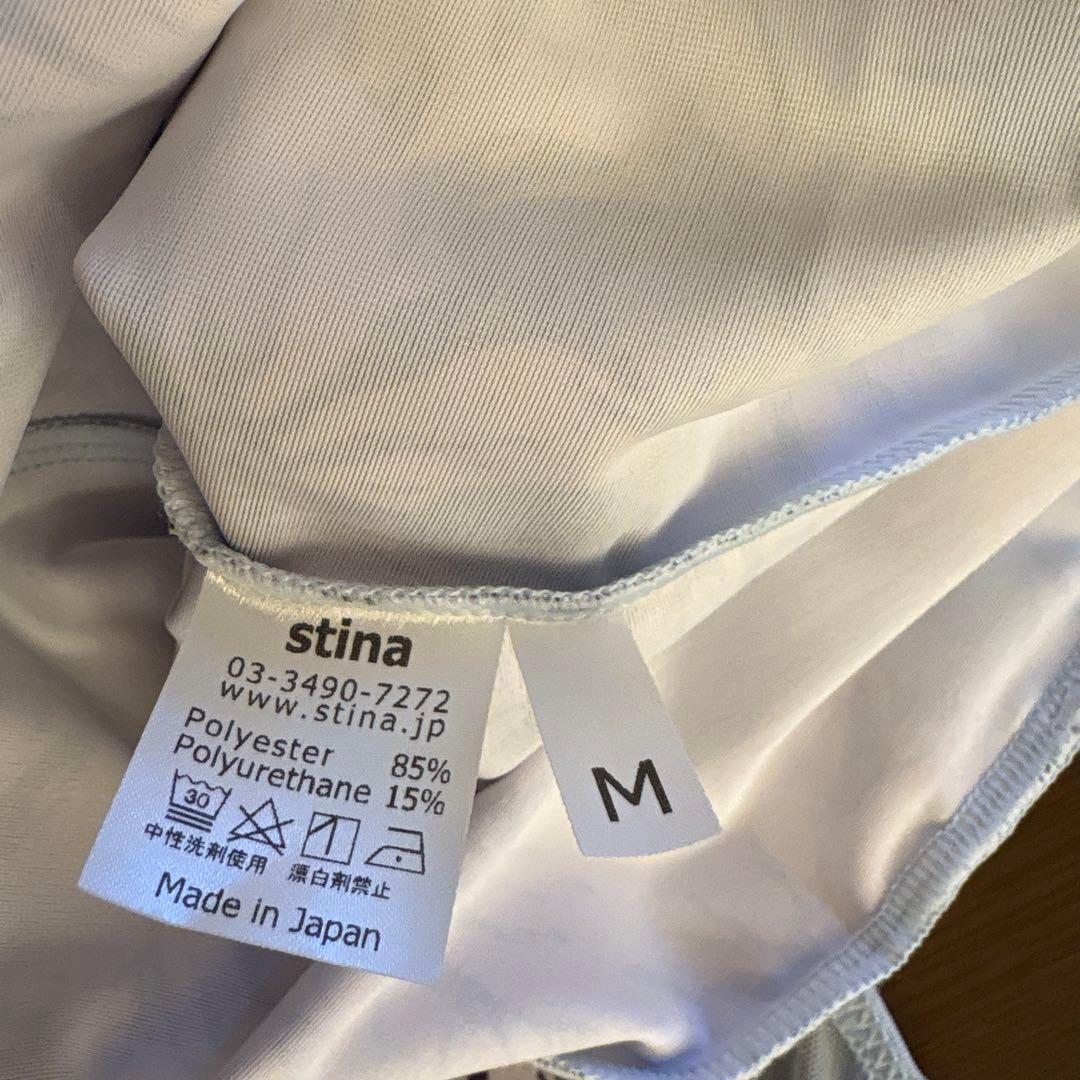 stina
03-3490-7272
www.stina.jp
Polyester 85%
Polyurethane 15%
30
中性洗剤使用 漂白剤禁止
Made in Japan
M